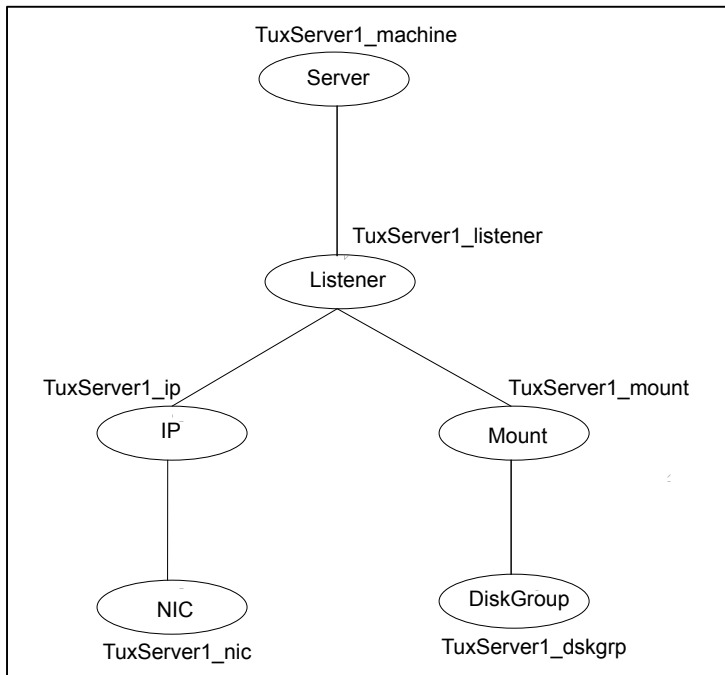 TuxServer1_machine
Server
TuxServer1_listener
Listener
TuxServer1_ip
TuxServer1_mount
IP
Mount
NIC
DiskGroup
TuxServer1_nic
TuxServer1_dskgrp